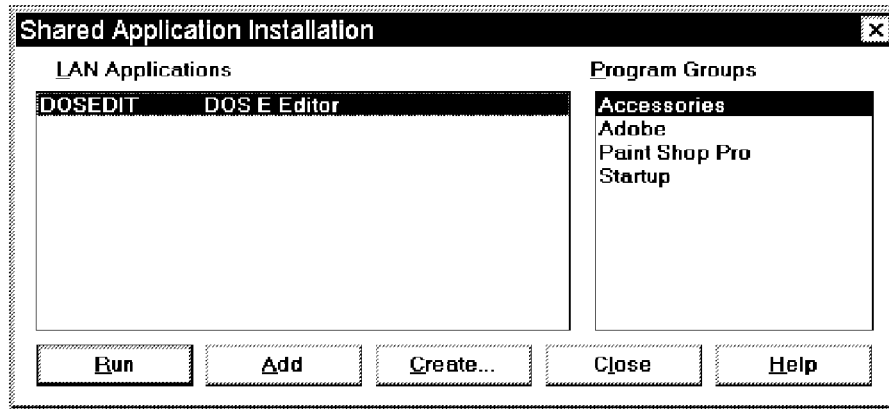 Shared Application Installation
LAN Applications
DOSEDIT DOS E Editor
Program Groups
Accessories
Adobe
Paint Shop Pro
Startup
Run
Add
Create...
Close
Help